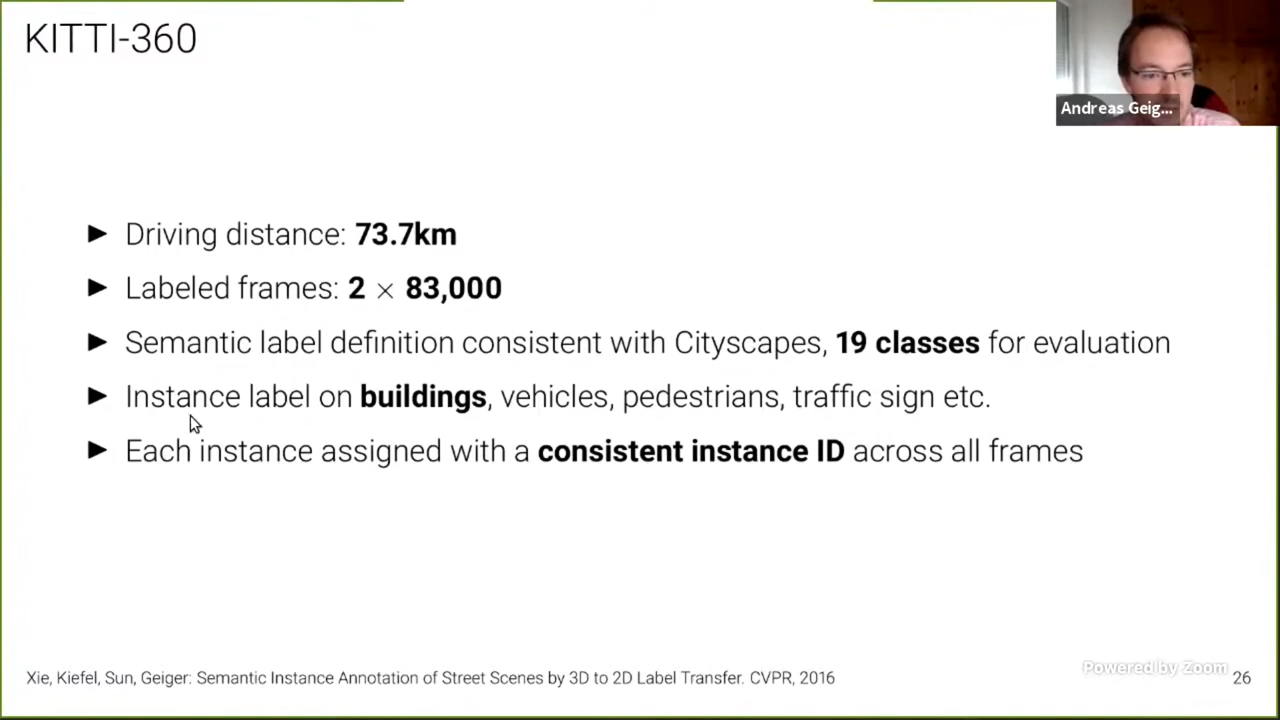 KITTI-360
Andreas Geig...
► Driving distance: 73.7km
► Labeled frames: 2 × 83,000
► Semantic label definition consistent with Cityscapes, 19 classes for evaluation
► Instance label on buildings, vehicles, pedestrians, traffic sign etc.
► Each instance assigned with a consistent instance ID across all frames
Xie, Kiefel, Sun, Geiger: Semantic Instance Annotation of Street Scenes by 3D to 2D Label Transfer. CVPR, 2016
Powered by Zoom
26